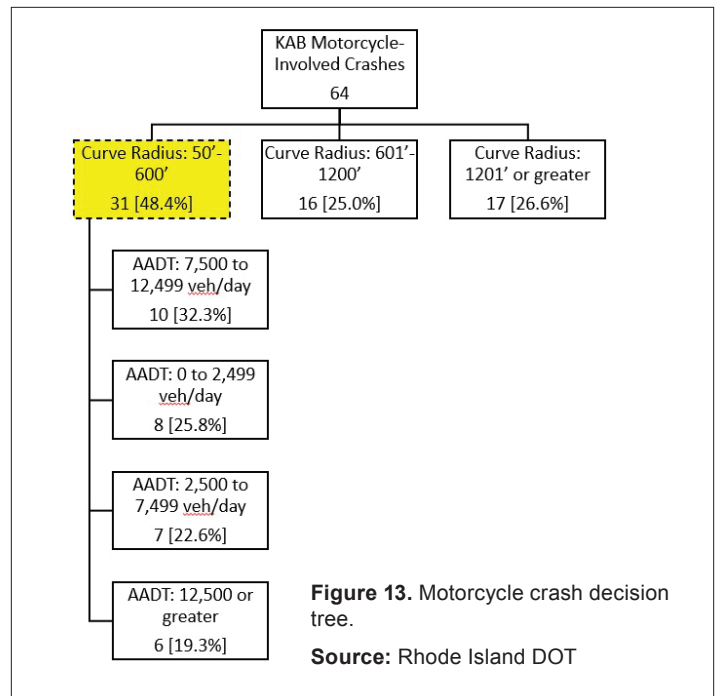 KAB Motorcycle-
Involved Crashes
64
Curve Radius: 50’-
600’
31 [48.4%]
Curve Radius: 601’-
1200’
16 [25.0%]
Curve Radius:
1201’ or greater
17 [26.6%]
AADT: 7,500 to
12,499 veh/day
10 [32.3%]
AADT: 0 to 2,499
veh/day
8 [25.8%]
AADT: 2,500 to
7,499 veh/day
7 [22.6%]
AADT: 12,500 or
greater
6 [19.3%]
Figure 13. Motorcycle crash decision
tree.
Source: Rhode Island DOT